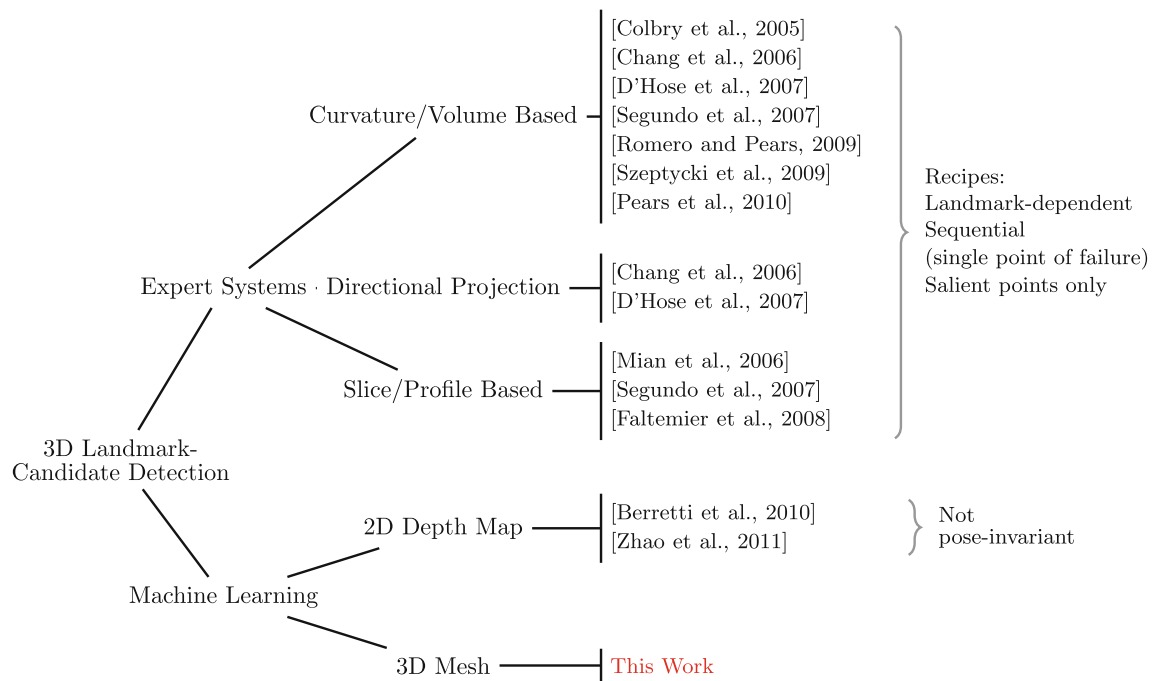 [Colbry et al., 2005]
[Chang et al., 2006]
[D'Hose et al., 2007]
Curvature/Volume Based
[Segundo et al., 2007]
[Romero and Pears, 2009]
[Szeptycki et al., 2009]
[Pears et al., 2010]
Recipes:
Landmark-dependent
Sequential
(single point of failure)
Salient points only
Expert Systems · Directional Projection
[Chang et al., 2006]
[D'Hose et al., 2007]
Slice/Profile Based
[Mian et al., 2006]
[Segundo et al., 2007]
[Faltemier et al., 2008]
3D Landmark-
Candidate Detection
2D Depth Map
[Berretti et al., 2010]
[Zhao et al., 2011]
Not
pose-invariant
Machine Learning
3D Mesh
This Work